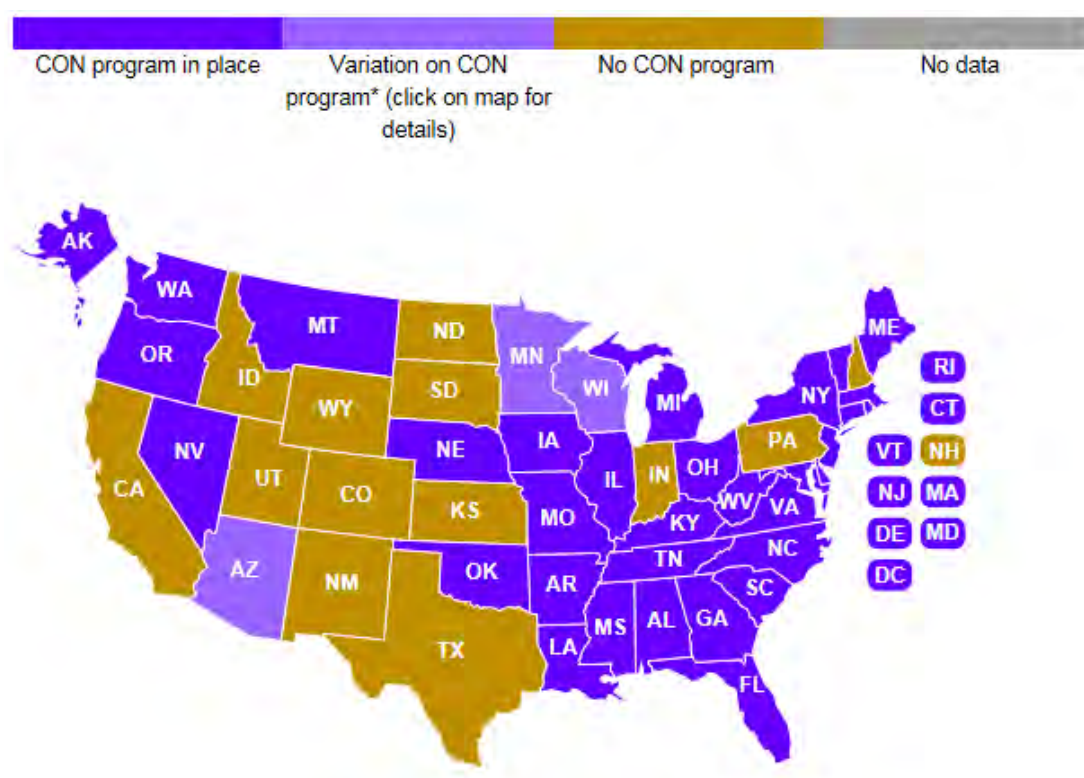 CON program in place
Variation on CON
program* (click on map for
details)
No CON program
No data
AK
WA
MT
ND
MN
ME
OR
ID
SD
WI
MI
NY
RI
WY
CT
NV
NE
IA
IL
IN
OH
PA
VT
NH
CA
UT
CO
KS
MO
KY
WV
VA
NJ
MA
AZ
NM
OK
AR
TN
NC
DE
MD
TX
LA
MS
AL
GA
SC
DC
FL